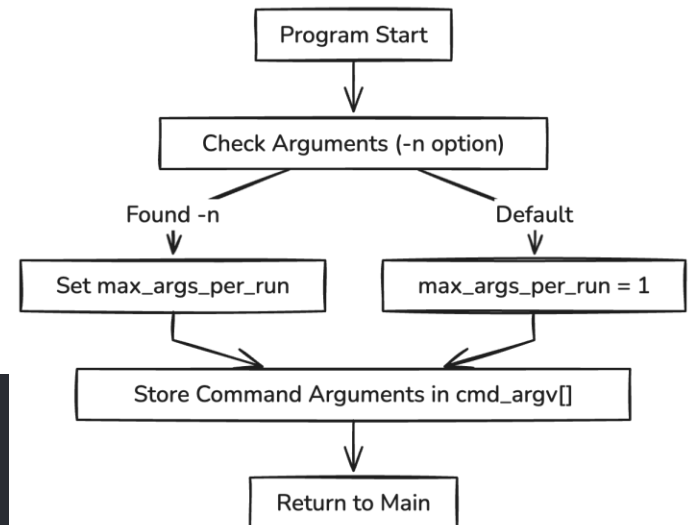 Program Start
Check Arguments (-n option)
Found -n
Default
Set max_args_per_run
max_args_per_run = 1
Store Command Arguments in cmd_argv[]
Return to Main